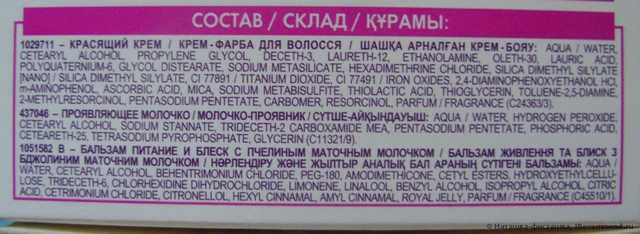 СОСТАВ / СКЛАД / ҚҰРАМЫ:
1029711 – КРАСЯЩИЙ КРЕМ / КРЕМ-ФАРБА ДЛЯ ВОЛОССЯ / ШАШҚА АРНАЛҒАН КРЕМ-БОЯУ: AQUA / WATER,
CETEARYL ALCOHOL, PROPYLENE GLYCOL, DECETH-3, LAURETH-12, ETHANOLAMINE, OLETH-30, LAURIC ACID,
POLYQUATERNIUM-6, GLYCOL DISTEARATE, SODIUM METASILICATE, HEXADIMETHRINE CHLORIDE, SILICA DIMETHYL SILYLATE
[NANO] / SILICA DIMETHYL SILYLATE, CI 77891 / TITANIUM DIOXIDE, CI 77491 / IRON OXIDES, 2,4-DIAMINOPHENOXYETHANOL HCl,
m-AMINOPHENOL, ASCORBIC ACID, MICA, SODIUM METABISULFITE, THIOLACTIC ACID, THIOGLYCERIN, TOLUENE-2,5-DIAMINE,
2-METHYLRESORCINOL, PENTASODIUM PENTETATE, CARBOMER, RESORCINOL, PARFUM / FRAGRANCE (C24363/3).
437046 – ПРОЯВЛЯЮЩЕЕ МОЛОЧКО / МОЛОЧКО-ПРОЯВНИК / СҮТШЕ-АЙҚЫНДАУЫШ: AQUA / WATER, HYDROGEN PEROXIDE,
CETEARYL ALCOHOL, SODIUM STANNATE, TRIDECETH-2 CARBOXAMIDE MEA, PENTASODIUM PENTETATE, PHOSPHORIC ACID,
CETEARETH-25, TETRASODIUM PYROPHOSPHATE, GLYCERIN (C11321/9).
1051582 B – БАЛЬЗАМ ПИТАНИЕ И БЛЕСК С ПЧЕЛИНЫМ МАТОЧНЫМ МОЛОЧКОМ / БАЛЬЗАМ ЖИВЛЕННЯ ТА БЛИСК З
БДЖОЛИНИМ МАТОЧНИМ МОЛОЧКОМ / НӘРЛЕНДІРУ ЖӘНЕ ЖЫЛТЫР АНАЛЫҚ БАЛ АРАНЫҢ СҮТІГЕНІ БАЛЬЗАМЫ: AQUA /
WATER, CETEARYL ALCOHOL, BEHENTRIMONIUM CHLORIDE, PEG-180, AMODIMETHICONE, CETYL ESTERS, HYDROXYETHYLCELLU-
LOSE, TRIDECETH-6, CHLORHEXIDINE DIHYDROCHLORIDE, LIMONENE, LINALOOL, BENZYL ALCOHOL, ISOPROPYL ALCOHOL, CITRIC
ACID, CETRIMONIUM CHLORIDE, CITRONELLOL, HEXYL CINNAMAL, AMYL CINNAMAL, ROYAL JELLY, PARFUM / FRAGRANCE (C45510/1).